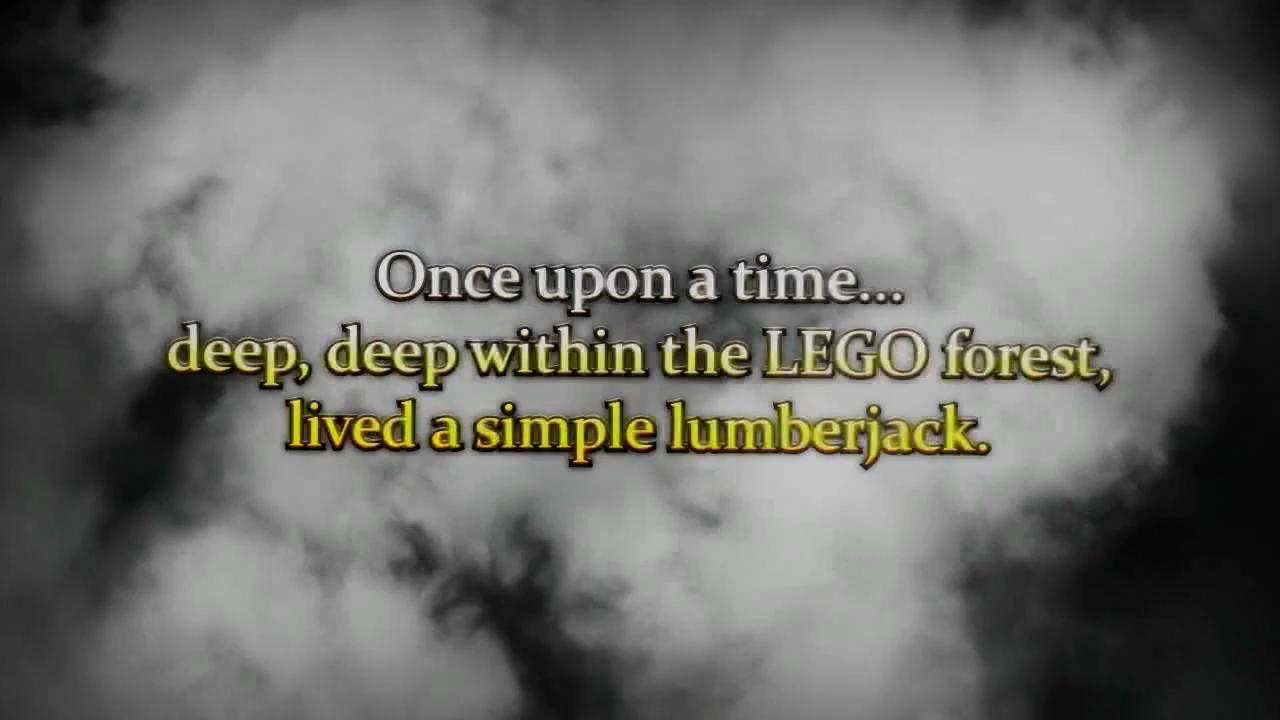 Once upon a time...
deep, deep within the LEGO forest,
lived a simple lumberjack.